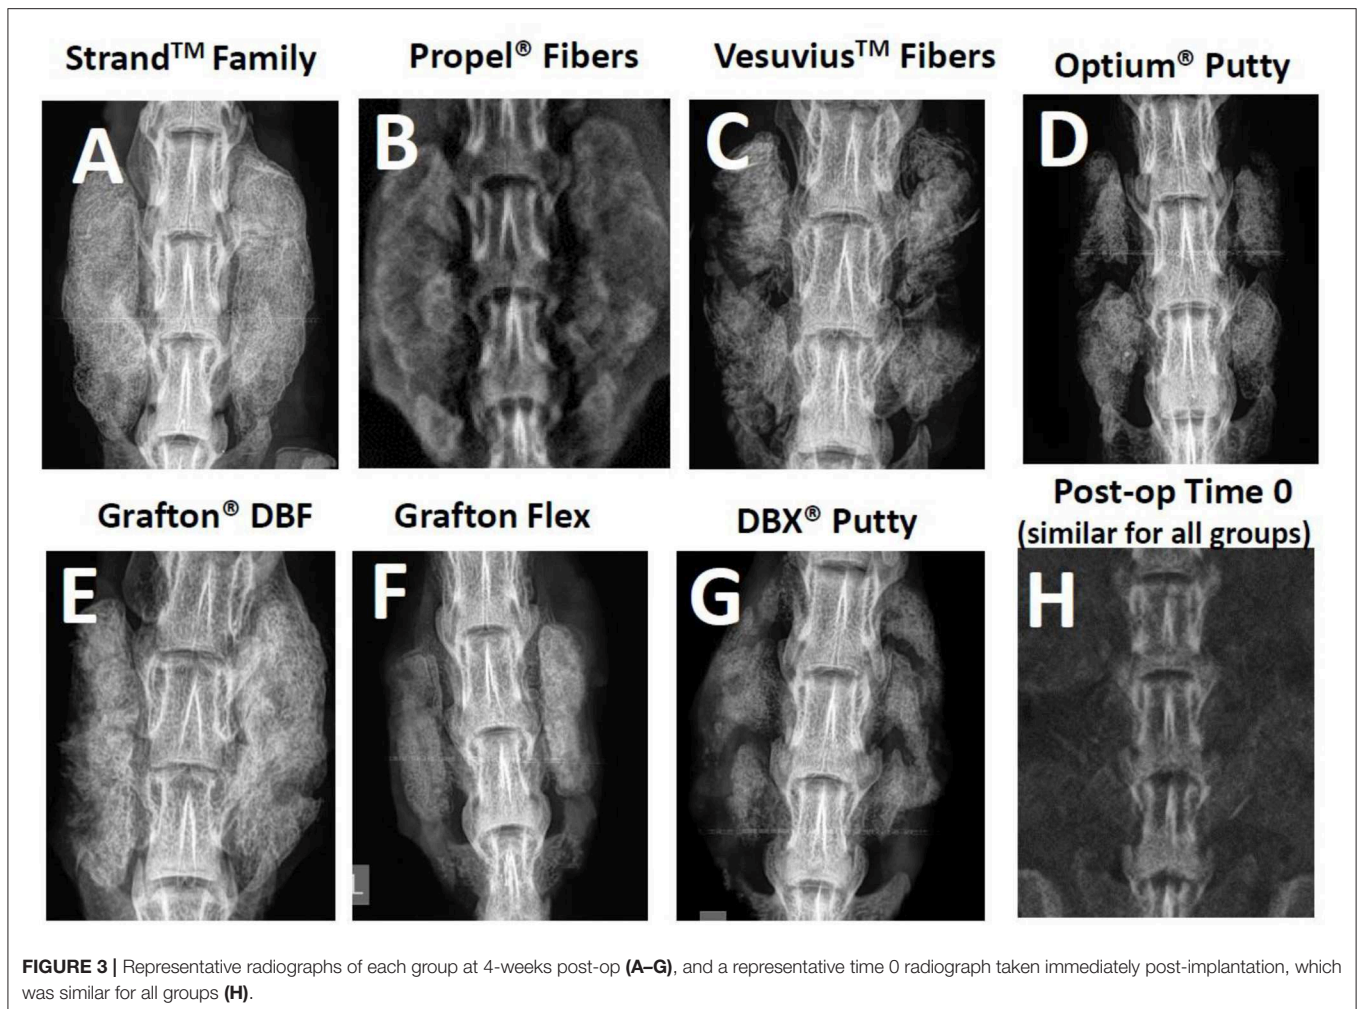 Strand™ Family
Propel® Fibers
Vesuvius™ Fibers
Optium® Putty
A
B
C
D
Grafton® DBF
Grafton Flex
DBX® Putty
Post-op Time 0
(similar for all groups)
E
F
G
H
L
FIGURE 3 | Representative radiographs of each group at 4-weeks post-op (A–G), and a representative time 0 radiograph taken immediately post-implantation, which
was similar for all groups (H).